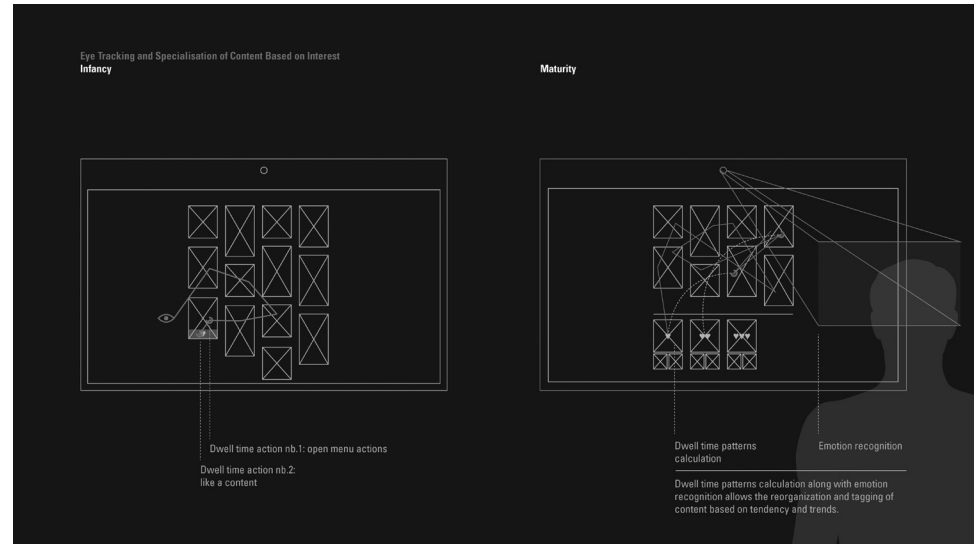 Eye Tracking and Specialisation of Content Based on Interest
Infancy
Maturity
Dwell time action nb.1: open menu actions
Dwell time action nb.2:
like a content
Dwell time patterns
calculation
Emotion recognition
Dwell time patterns calculation along with emotion
recognition allows the reorganization and tagging of
content based on tendency and trends.